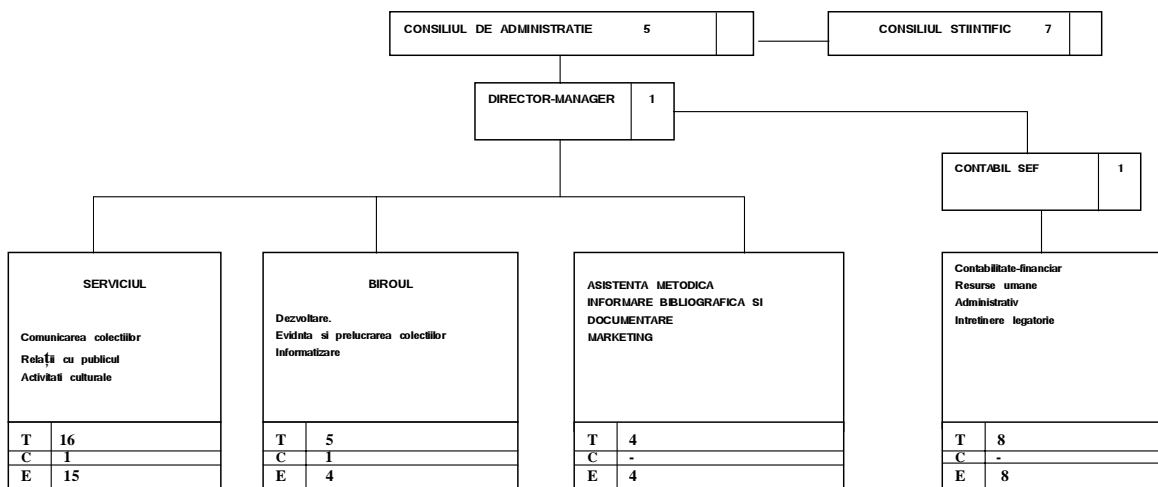 CONSILIUL DE ADMINISTRATIE 5
CONSILIUL STIINTIFIC 7
DIRECTOR-MANAGER 1
CONTABIL SEF 1
SERVICIUL
Comunicarea colectiilor
Relaţii cu publicul
Activitati culturale
T 16
C 1
E 15
BIROUL
Dezvoltare.
Evidnta si prelucrarea colectiilor
Informatizare
T 5
C 1
E 4
ASISTENTA METODICA
INFORMARE BIBLIOGRAFICA SI
DOCUMENTARE
MARKETING
T 4
C -
E 4
Contabilitate-financiar
Resurse umane
Administrativ
Intretinere legatorie
T 8
C -
E 8